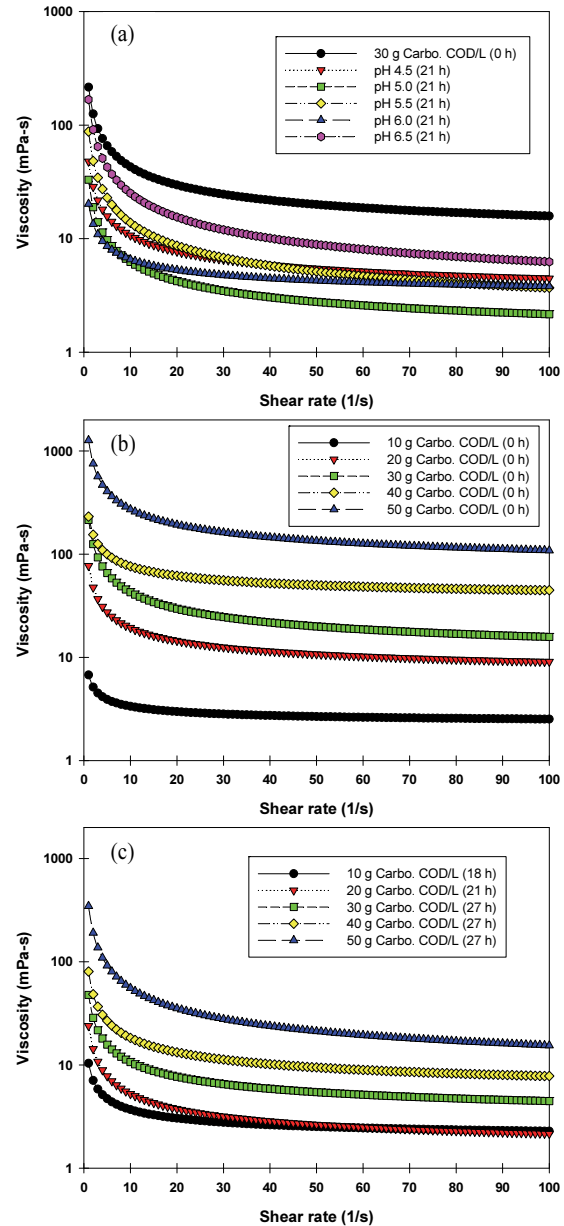 (a)
1000
30 g Carbo. COD/L (0 h)
pH 4.5 (21 h)
pH 5.0 (21 h)
pH 5.5 (21 h)
pH 6.0 (21 h)
pH 6.5 (21 h)
100
10
1
Viscosity (mPa-s)
0 10 20 30 40 50 60 70 80 90 100
Shear rate (1/s)
(b)
10 g Carbo. COD/L (0 h)
20 g Carbo. COD/L (0 h)
30 g Carbo. COD/L (0 h)
40 g Carbo. COD/L (0 h)
50 g Carbo. COD/L (0 h)
1000
100
10
1
Viscosity (mPa-s)
0 10 20 30 40 50 60 70 80 90 100
Shear rate (1/s)
(c)
10 g Carbo. COD/L (18 h)
20 g Carbo. COD/L (21 h)
30 g Carbo. COD/L (27 h)
40 g Carbo. COD/L (27 h)
50 g Carbo. COD/L (27 h)
1000
100
10
1
Viscosity (mPa-s)
0 10 20 30 40 50 60 70 80 90 100
Shear rate (1/s)